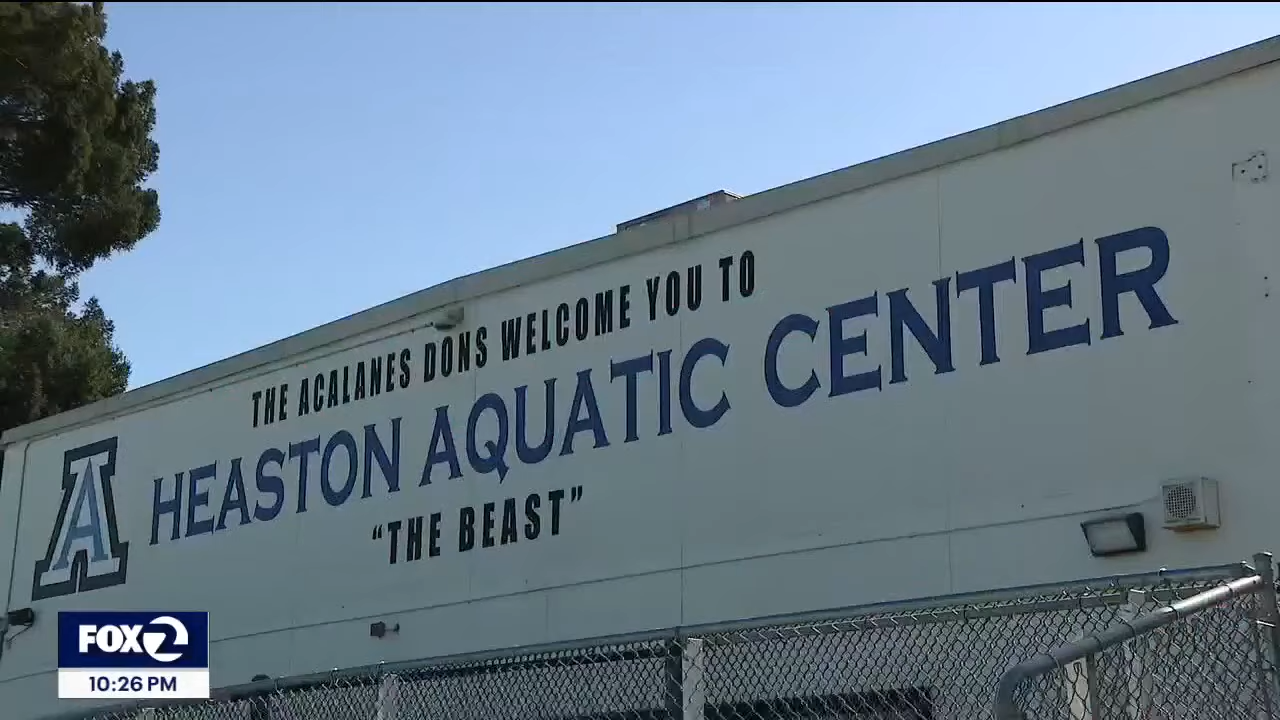 THE ACALANES DONS WELCOME YOU TO
A HEASTON AQUATIC CENTER
“THE BEAST”
FOX 2
10:26 PM